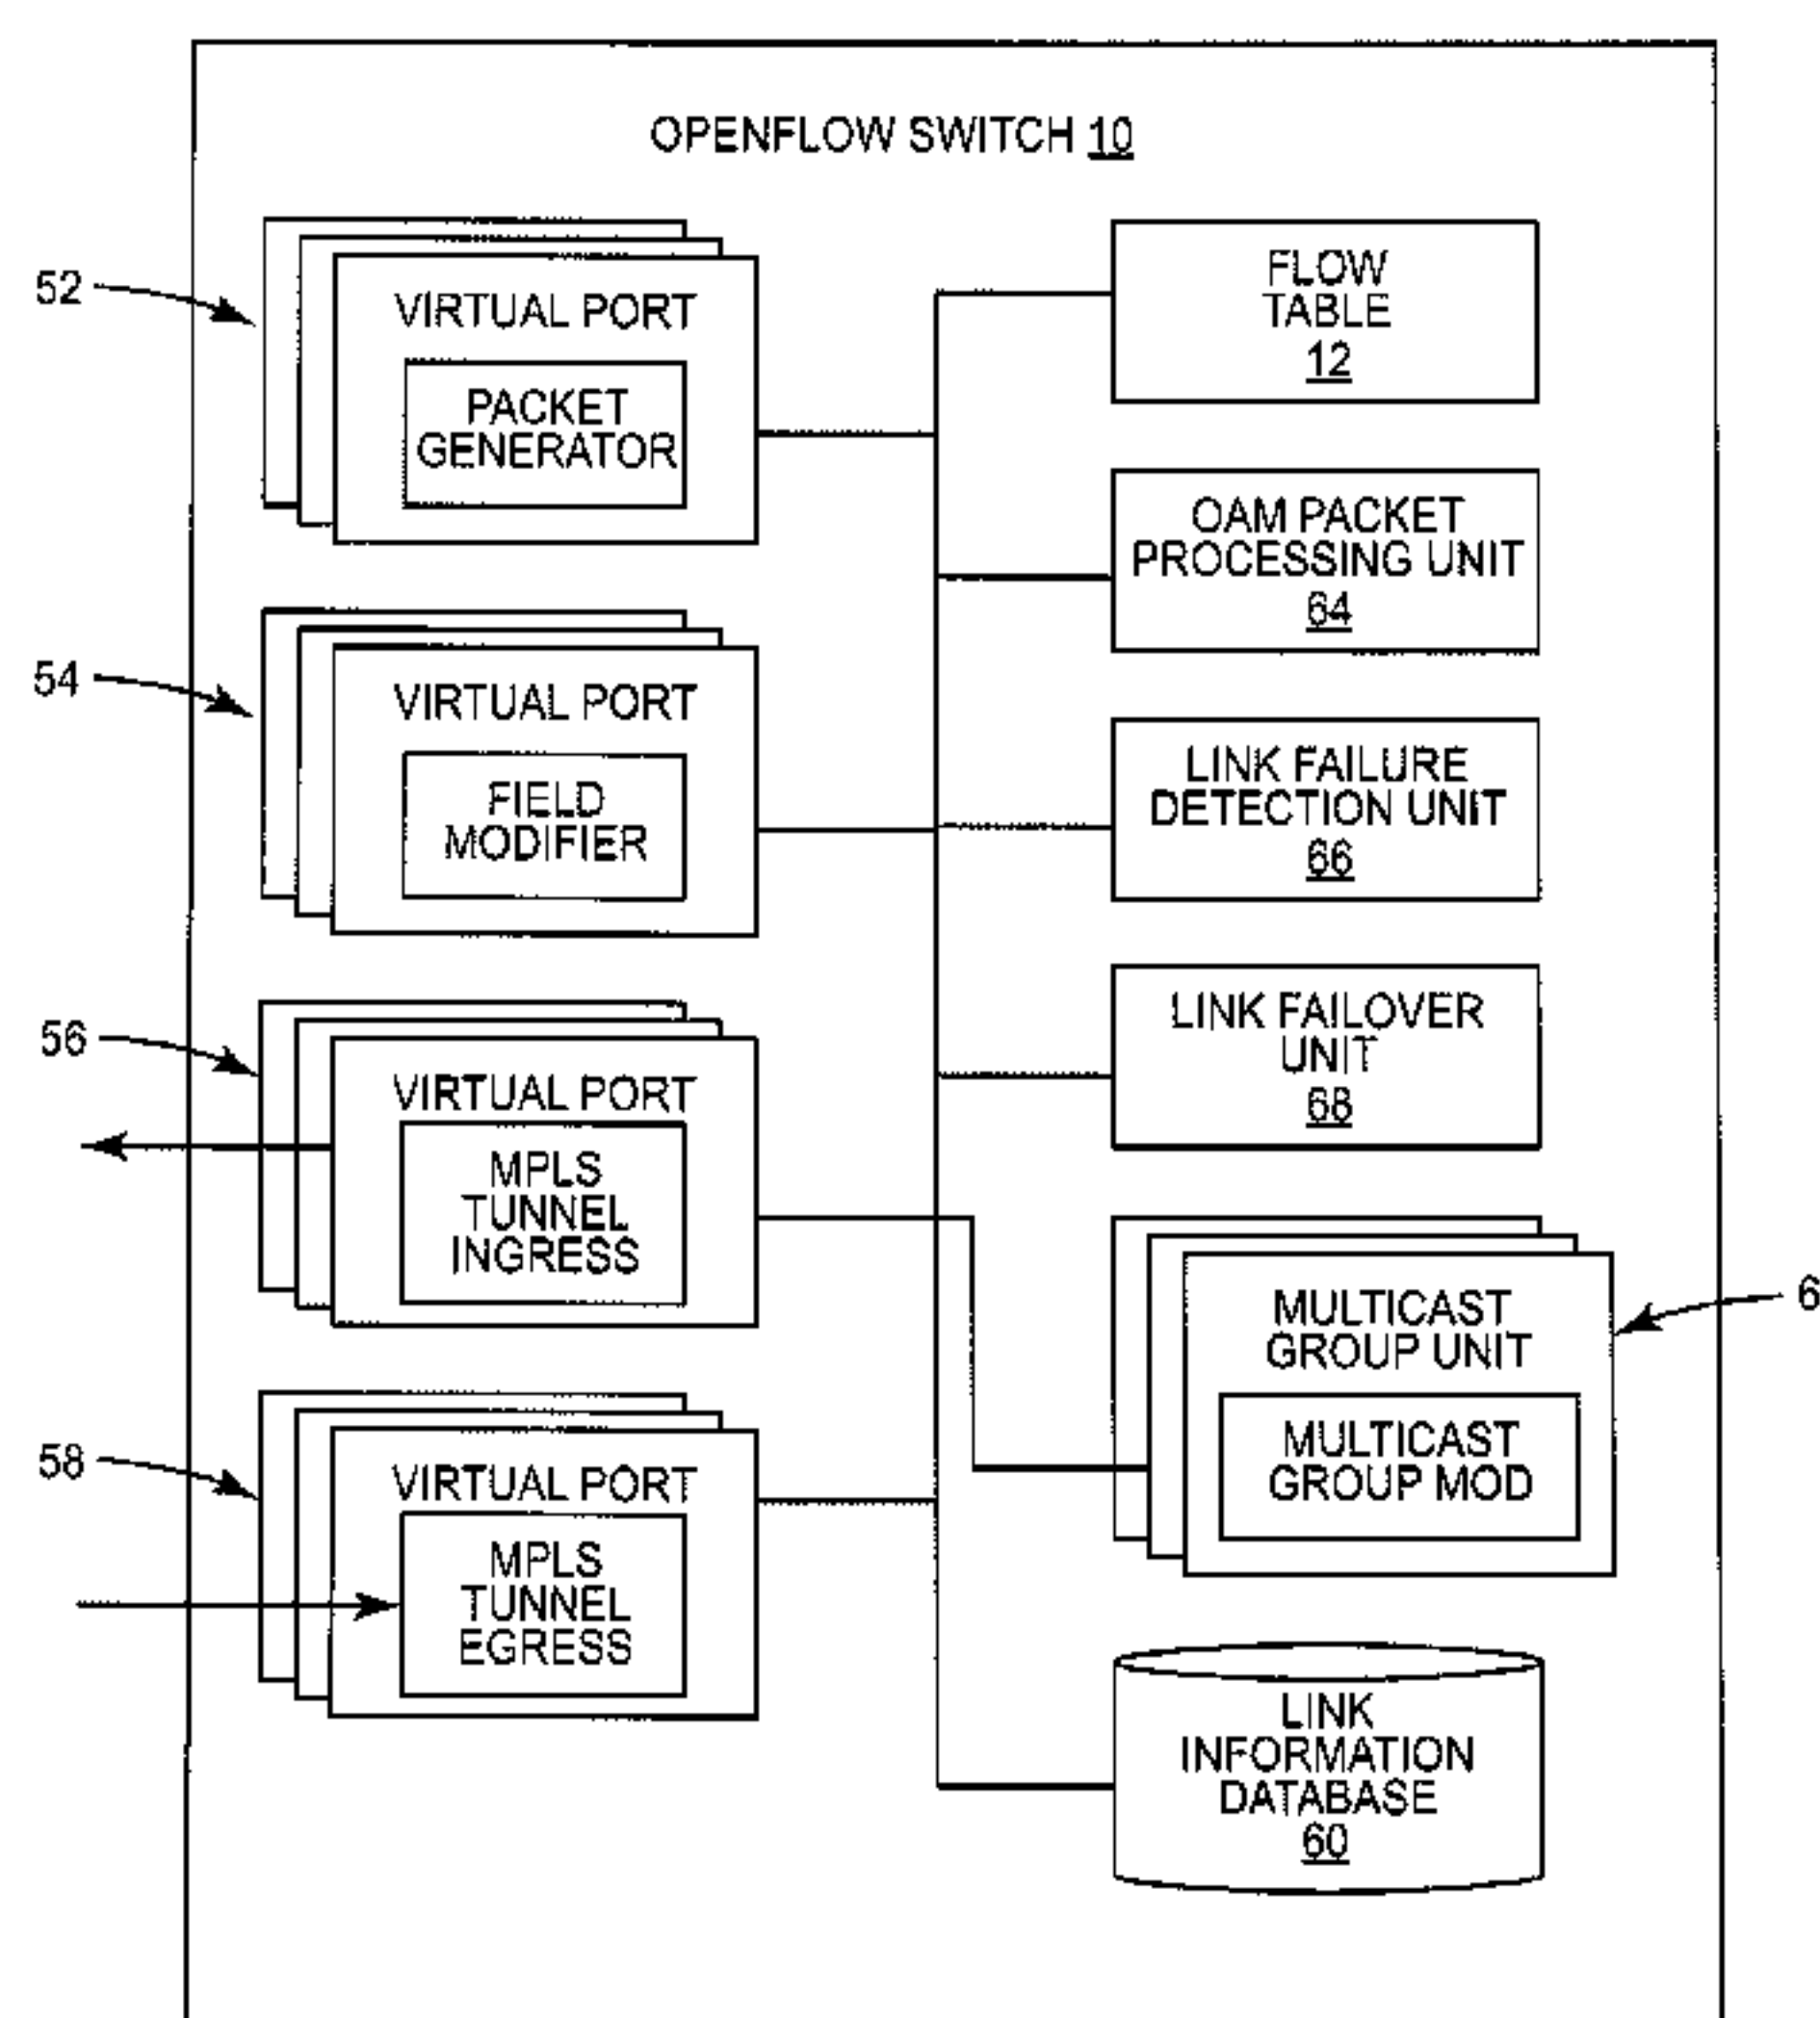 OPENFLOW SWITCH 10
52
VIRTUAL PORT
PACKET
GENERATOR
FLOW
TABLE
12
OAM PACKET
PROCESSING UNIT
64
54
VIRTUAL PORT
FIELD
MODIFIER
LINK FAILURE
DETECTION UNIT
66
56
VIRTUAL PORT
MPLS
TUNNEL
INGRESS
LINK FAILOVER
UNIT
68
MULTICAST
GROUP UNIT
MULTICAST
GROUP MOD
58
VIRTUAL PORT
MPLS
TUNNEL
EGRESS
LINK
INFORMATION
DATABASE
60